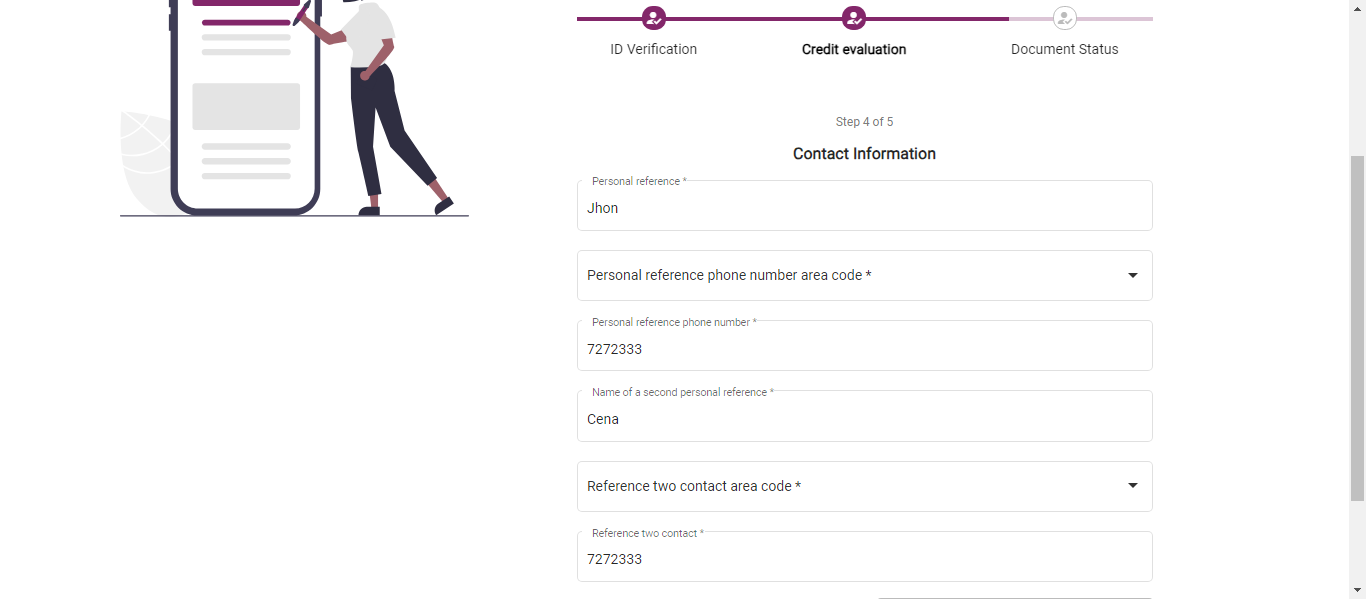 ID Verification
Credit evaluation
Document Status
Step 4 of 5
Contact Information
Personal reference *
Jhon
Personal reference phone number area code *
Personal reference phone number *
7272333
Name of a second personal reference *
Cena
Reference two contact area code *
Reference two contact *
7272333